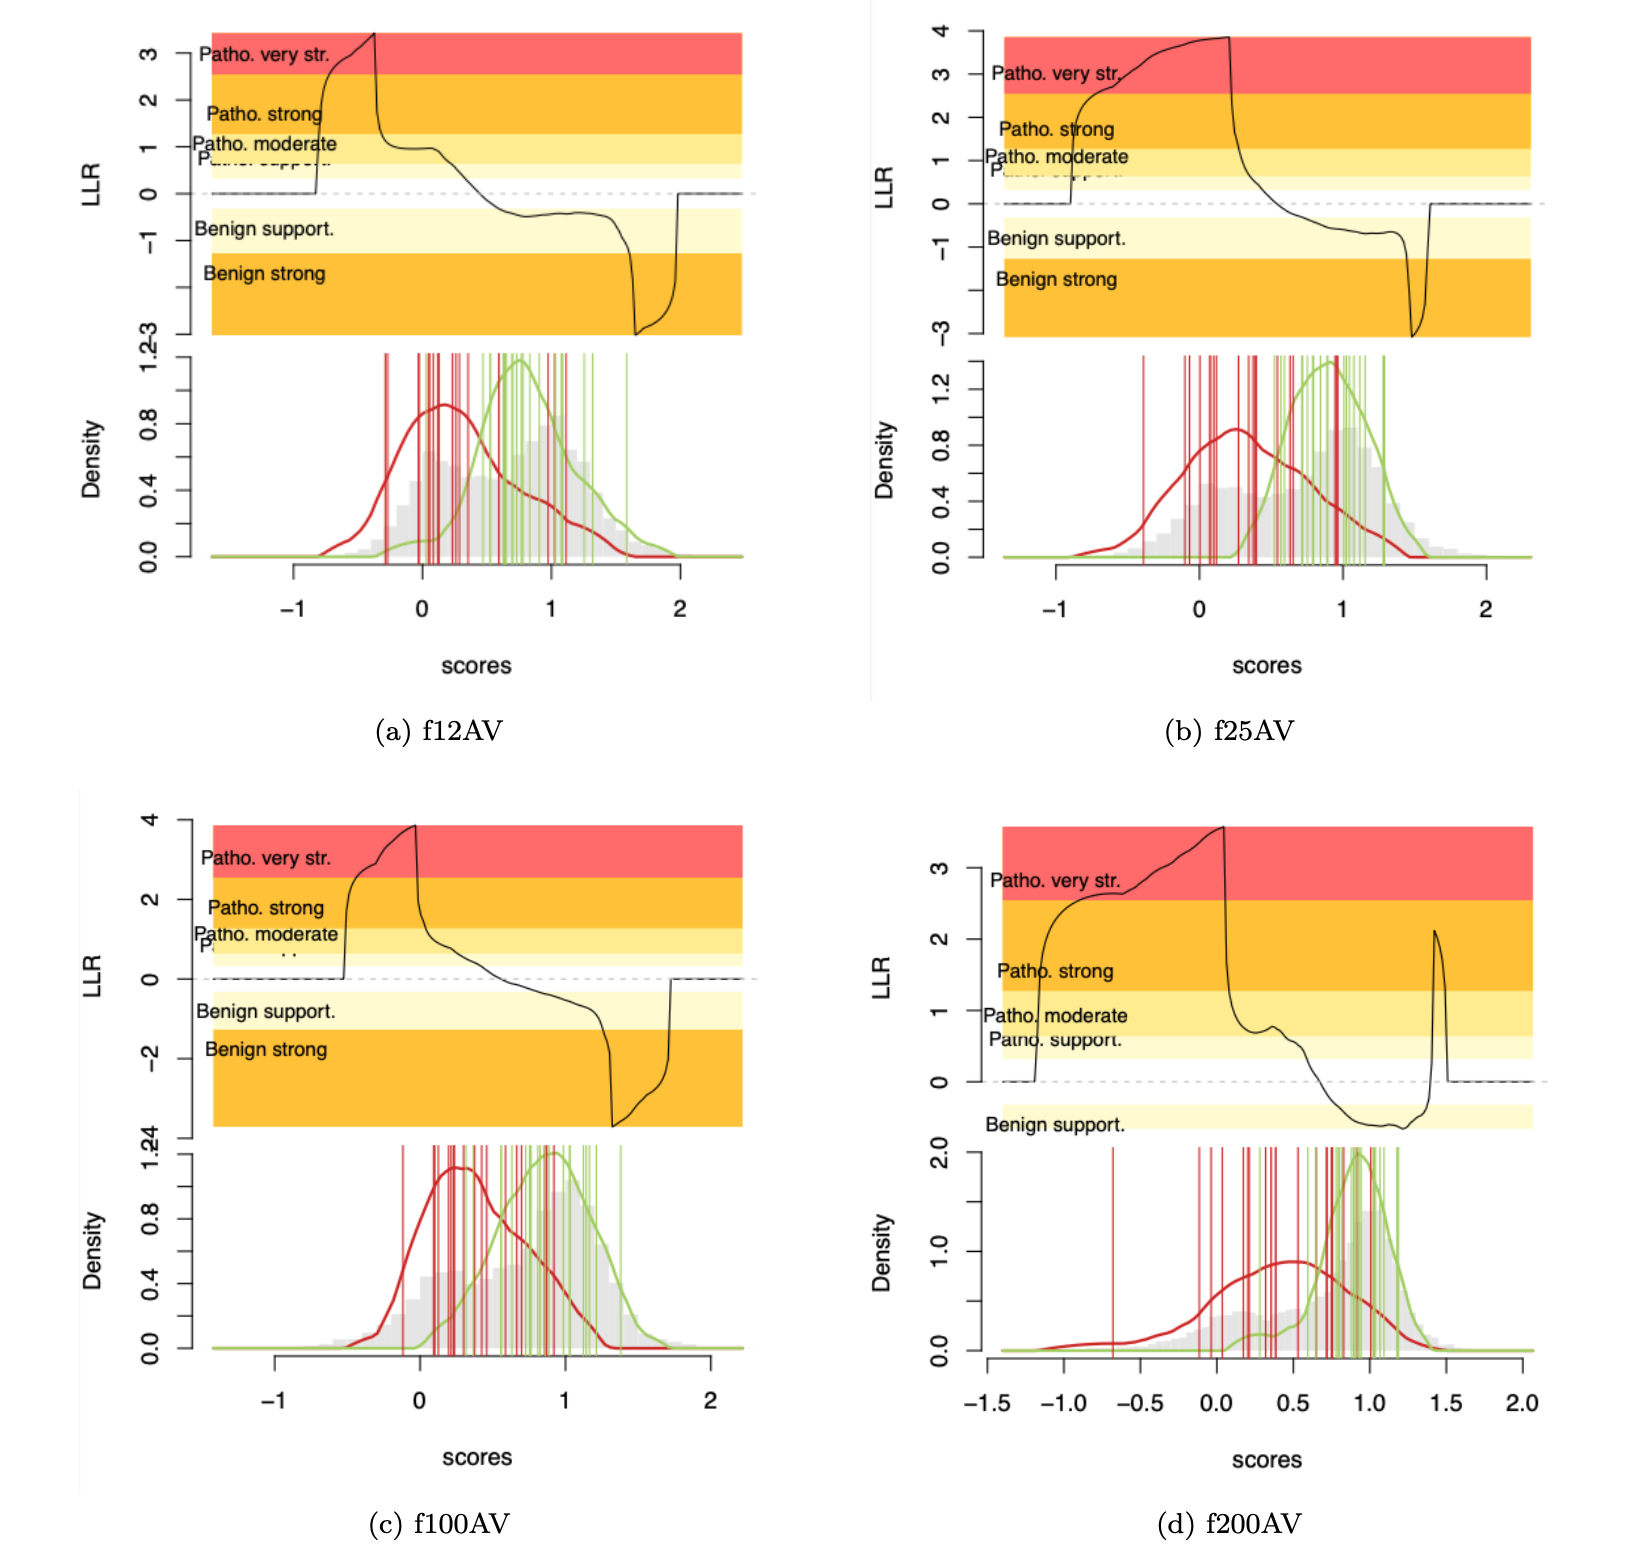 3
2
1
0
−1
−3
LLR
Patho. very str.
Patho. strong
Patho. moderate
Benign support.
Benign strong
1.2
0.8
0.4
0.0
Density
−1 0 1 2
scores
(a) f12AV
4
3
2
1
0
−1
−3
LLR
Patho. very str.
Patho. strong
Patho. moderate
Benign support.
Benign strong
1.2
0.8
0.4
0.0
Density
−1 0 1 2
scores
(b) f25AV
4
2
0
−2
LLR
Patho. very str.
Patho. strong
Patho. moderate
Benign support.
Benign strong
0.8
0.4
0.0
Density
−1 0 1 2
scores
(c) f100AV
3
2
1
0
LLR
Patho. very str.
Patho. strong
Patho. moderate
Patho. support.
Benign support.
2.0
1.0
0.0
Density
−1.5 −1.0 −0.5 0.0 0.5 1.0 1.5 2.0
scores
(d) f200AV